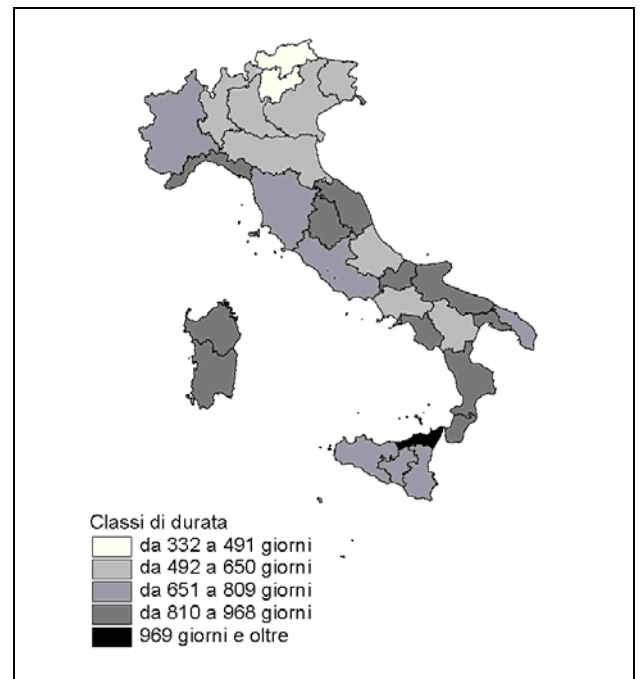 Classi di durata
da 332 a 491 giorni
da 492 a 650 giorni
da 651 a 809 giorni
da 810 a 968 giorni
969 giorni e oltre